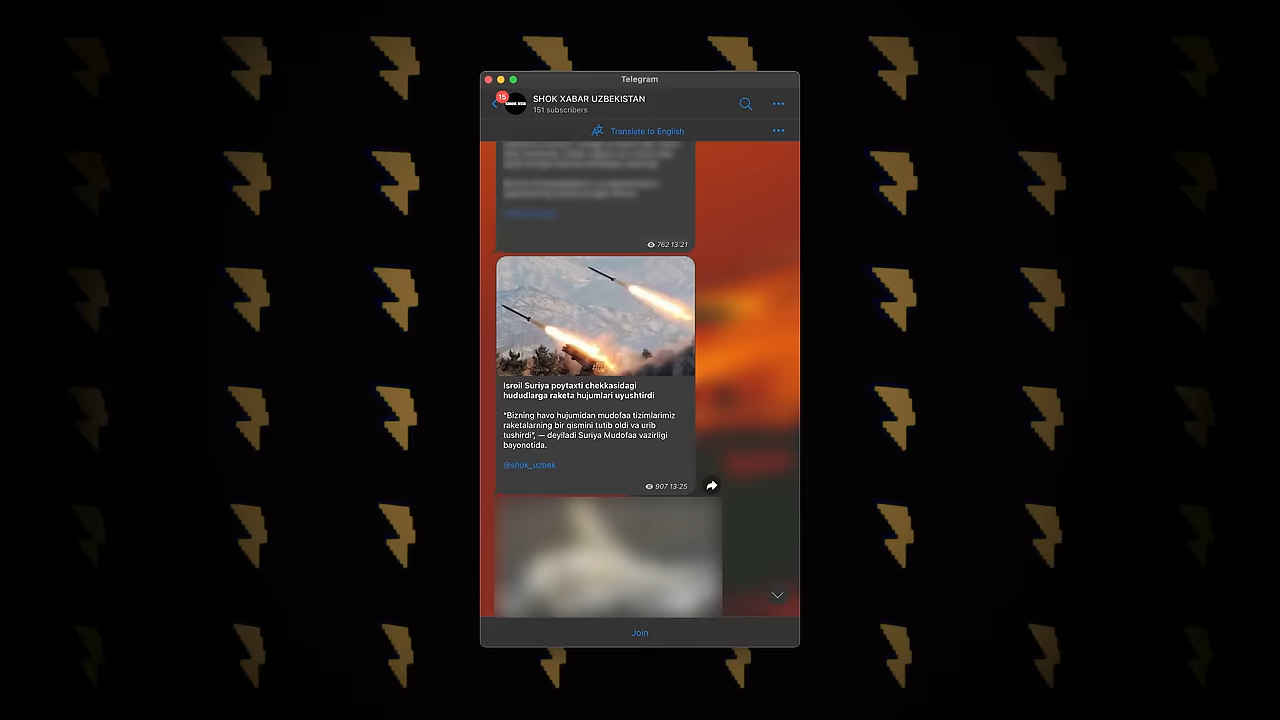 Telegram
15
SHOK XABAR UZBEKISTAN
151 subscribers
Translate to English
762 13:21
Isroil Suriya poytaxti chekkasidagi
hududlarga raketa hujumlari uyushtirdi
"Bizning havo hujumidan mudofaa tizimlarimiz
raketalarning bir qismini tutib oldi va urib
tushirdi", — deyiladi Suriya Mudofaa vazirligi
bayonotida.
@shok_uzbek
907 13:25
Join